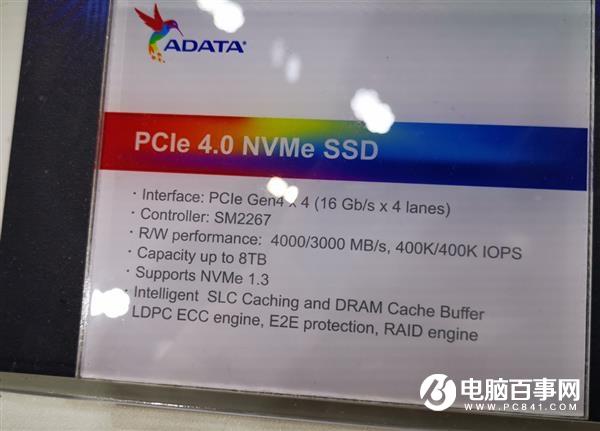 ADATA
PCIe 4.0 NVMe SSD
· Interface: PCIe Gen4 x 4 (16 Gb/s x 4 lanes)
· Controller: SM2267
· R/W performance: 4000/3000 MB/s, 400K/400K IOPS
· Capacity up to 8TB
· Supports NVMe 1.3
· Intelligent SLC Caching and DRAM Cache Buffer
LDPC ECC engine, E2E protection, RAID engine
电脑百事网
WWW.PC841.COM